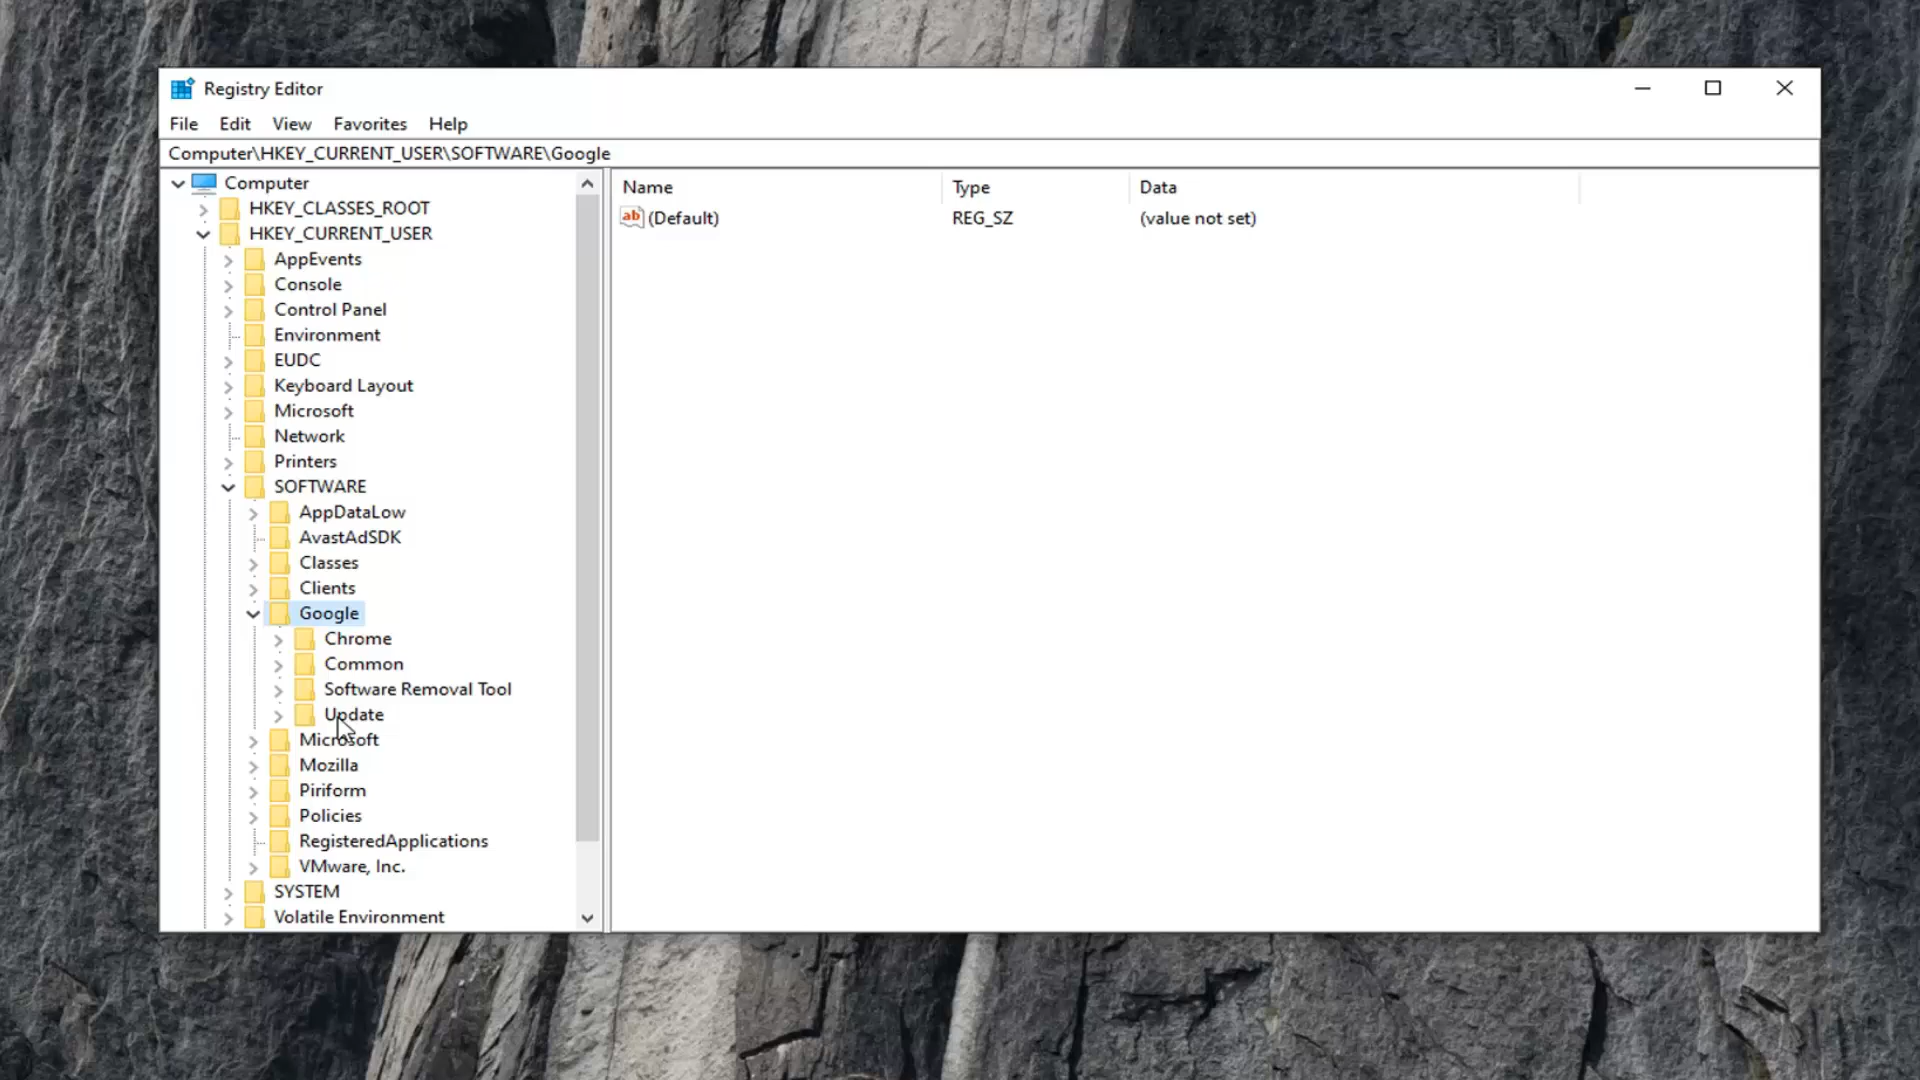 Registry Editor
File Edit View Favorites Help
Computer\HKEY_CURRENT_USER\SOFTWARE\Google
Computer
HKEY_CLASSES_ROOT
HKEY_CURRENT_USER
AppEvents
Console
Control Panel
Environment
EUDC
Keyboard Layout
Microsoft
Network
Printers
SOFTWARE
AppDataLow
AvastAdSDK
Classes
Clients
Google
Chrome
Common
Software Removal Tool
Update
Microsoft
Mozilla
Piriform
Policies
RegisteredApplications
VMware, Inc.
SYSTEM
Volatile Environment
Name Type Data
ab (Default) REG_SZ (value not set)